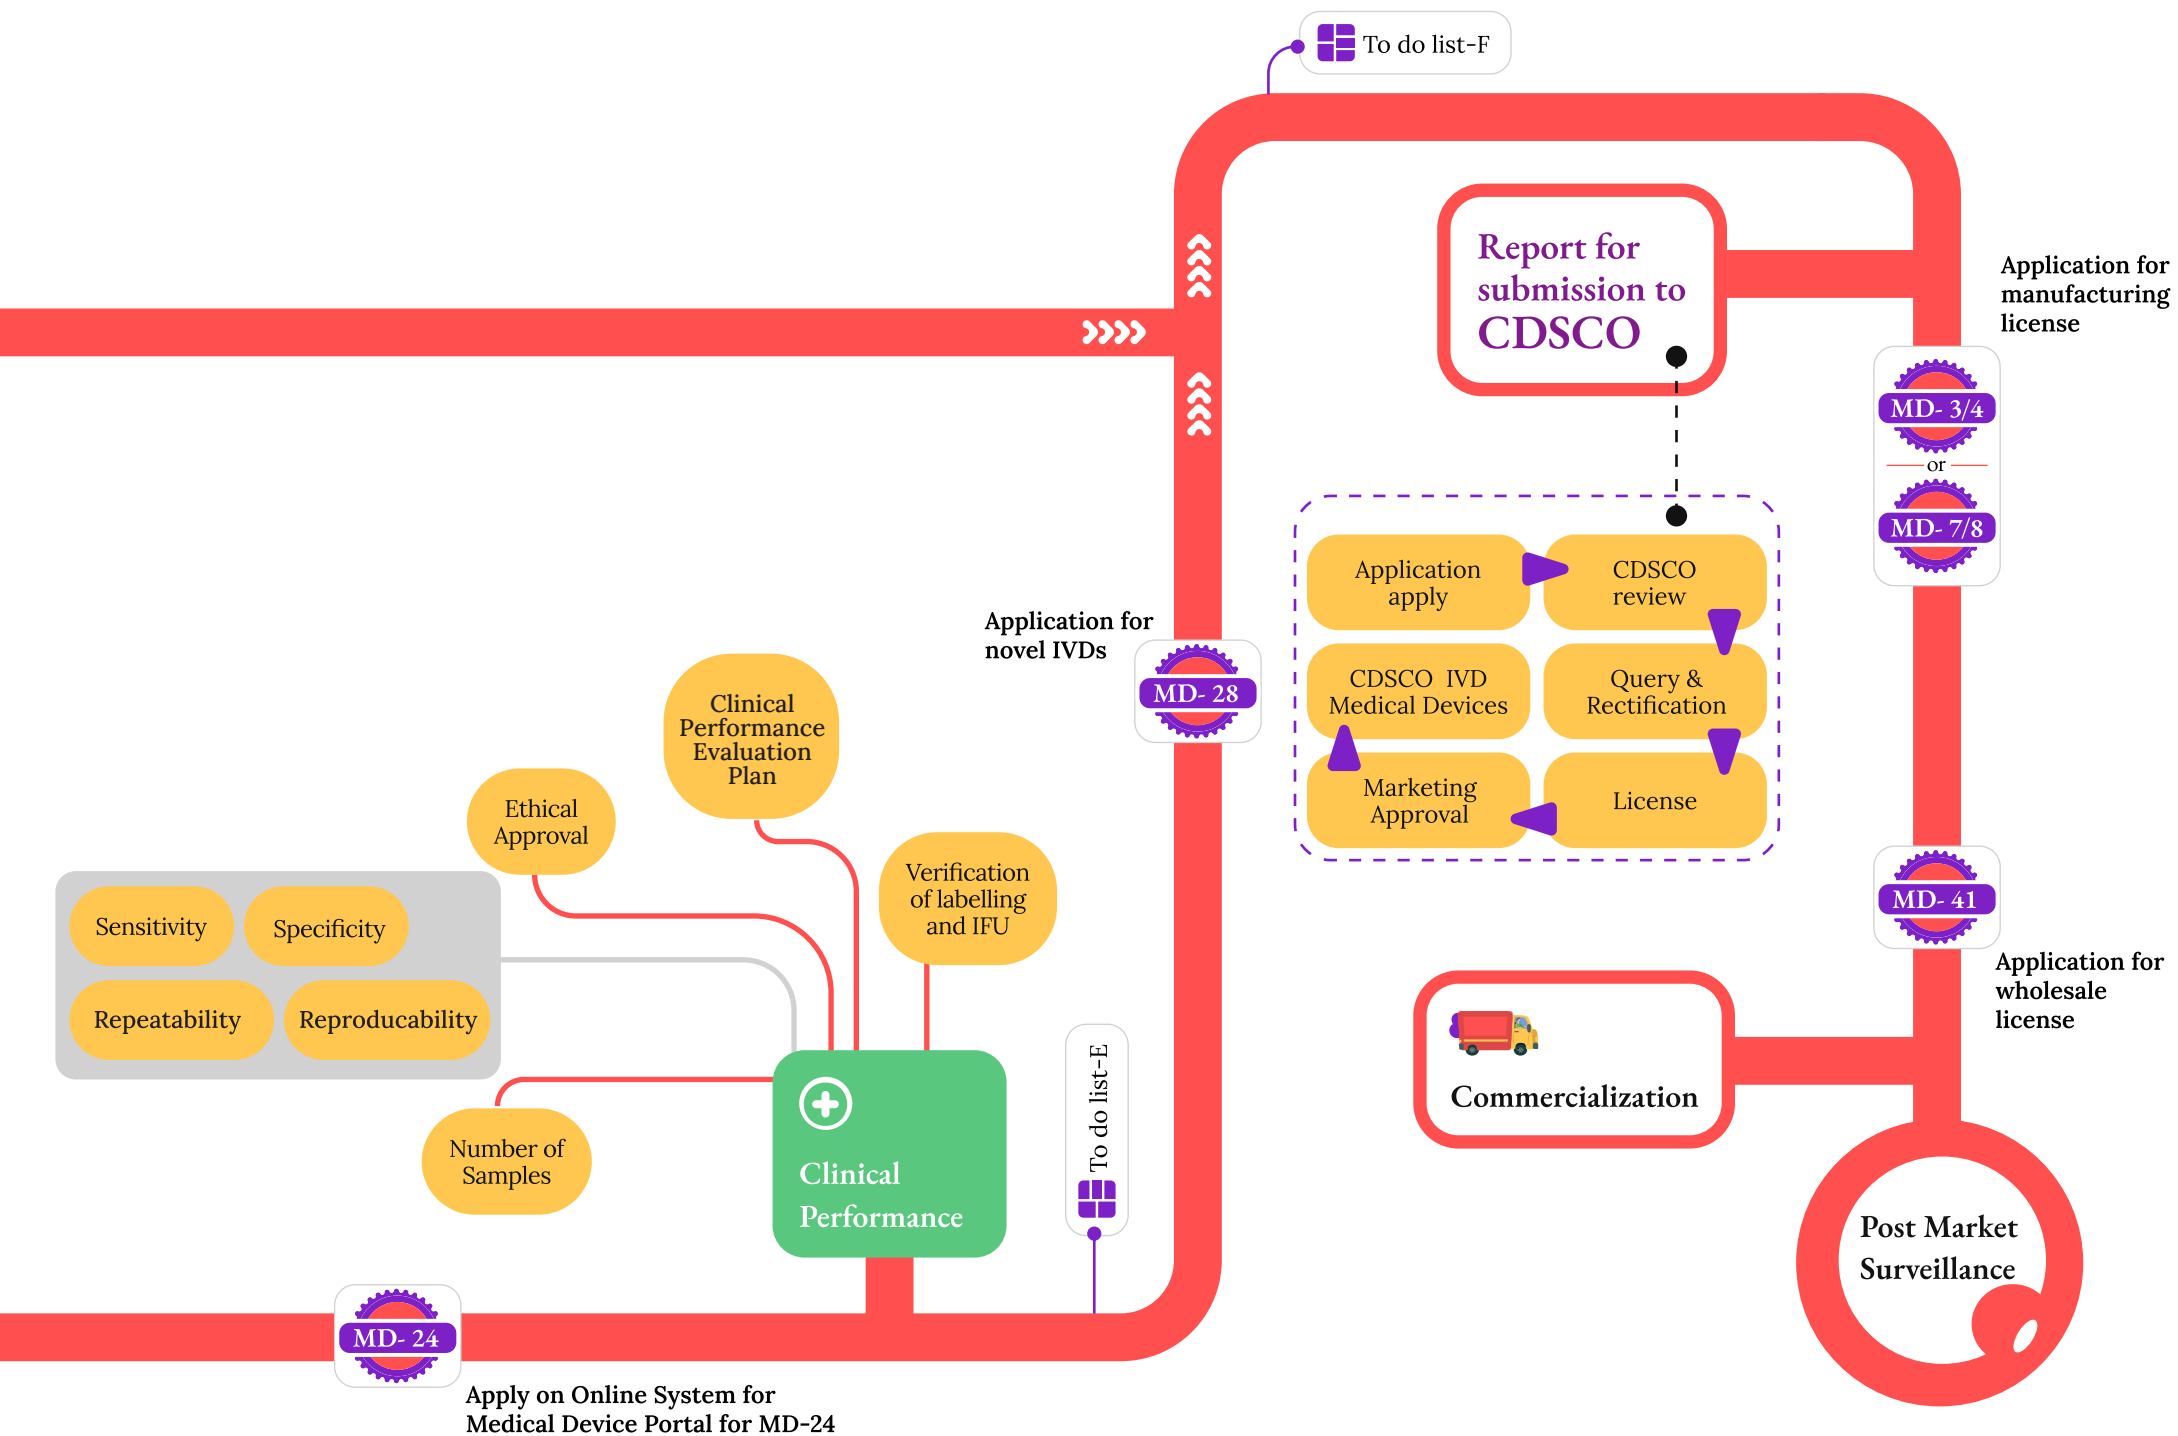 To do list-F
Report for
submission to
CDSCO
Application for
manufacturing
license
MD- 3/4
or
MD- 7/8
Application
apply
CDSCO
review
CDSCO  IVD
Medical Devices
Query &
Rectification
Marketing
Approval
License
Application for
novel IVDs
MD- 28
Clinical
Performance
Evaluation
Plan
Ethical
Approval
Verification
of labelling
and IFU
Sensitivity
Specificity
Repeatability
Reproducability
Number of
Samples
Clinical
Performance
To do list-E
MD- 41
Application for
wholesale
license
Commercialization
Post Market
Surveillance
MD- 24
Apply on Online System for
Medical Device Portal for MD-24